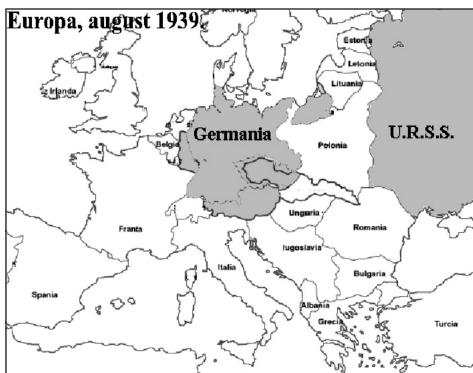 Europa, august 1939
Norvegia
Estonia
Letonia
Lituania
Irlanda
Germania
U.R.S.S.
Belgia
Polonia
Franta
Unguria
Romania
Iugoslavia
Italia
Bulgaria
Spania
Albania
Grecia
Turcia